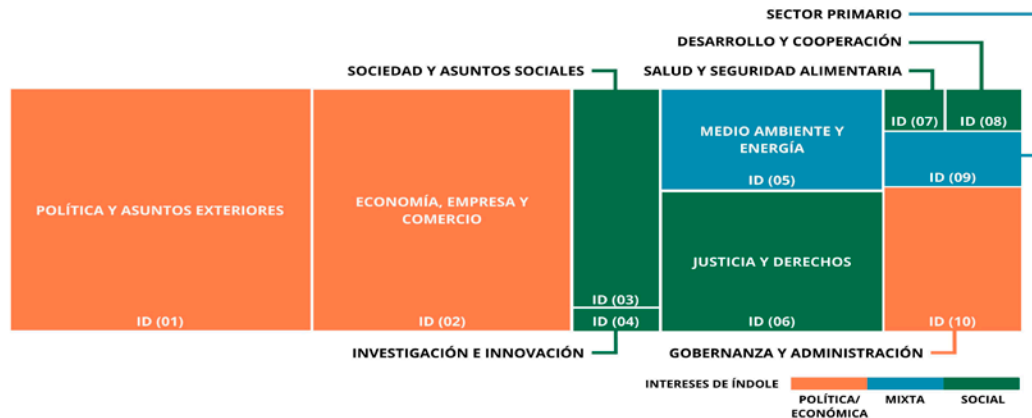 SECTOR PRIMARIO
DESARROLLO Y COOPERACIÓN
SOCIEDAD Y ASUNTOS SOCIALES
SALUD Y SEGURIDAD ALIMENTARIA
POLÍTICA Y ASUNTOS EXTERIORES
ID (01)
ECONOMÍA, EMPRESA Y
COMERCIO
ID (02)
ID (03)
ID (04)
MEDIO AMBIENTE Y
ENERGÍA
ID (05)
JUSTICIA Y DERECHOS
ID (06)
ID (07)
ID (08)
ID (09)
ID (10)
INVESTIGACIÓN E INNOVACIÓN
GOBERNANZA Y ADMINISTRACIÓN
INTERESES DE ÍNDOLE
POLÍTICA/
ECONÓMICA
MIXTA
SOCIAL